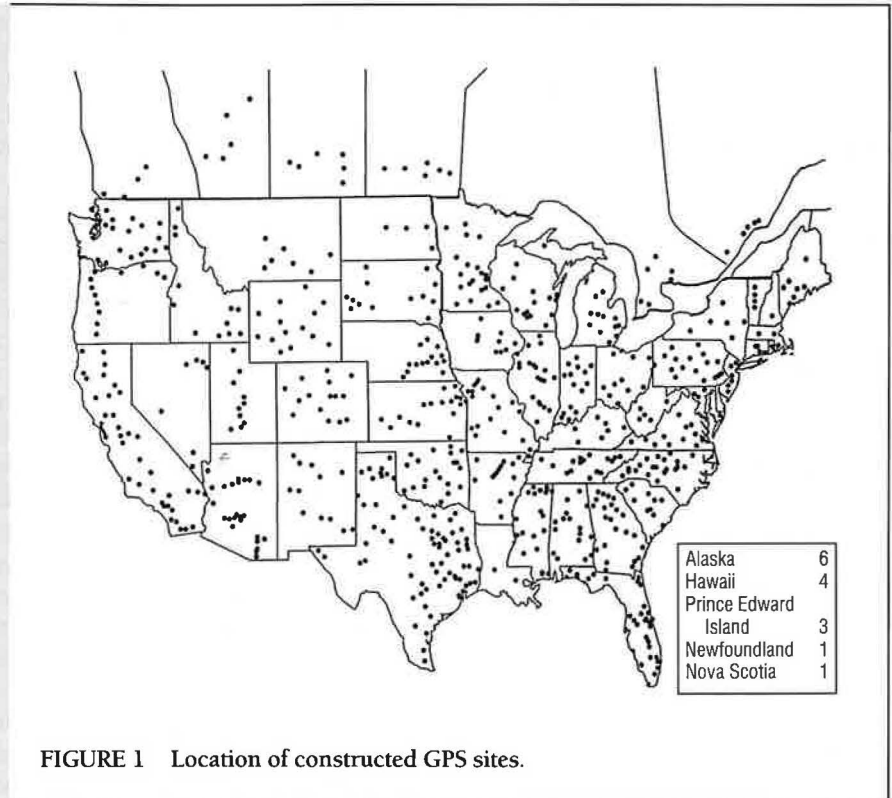 Alaska 6
Hawaii 4
Prince Edward
Island 3
Newfoundland 1
Nova Scotia 1
FIGURE 1 Location of constructed GPS sites.